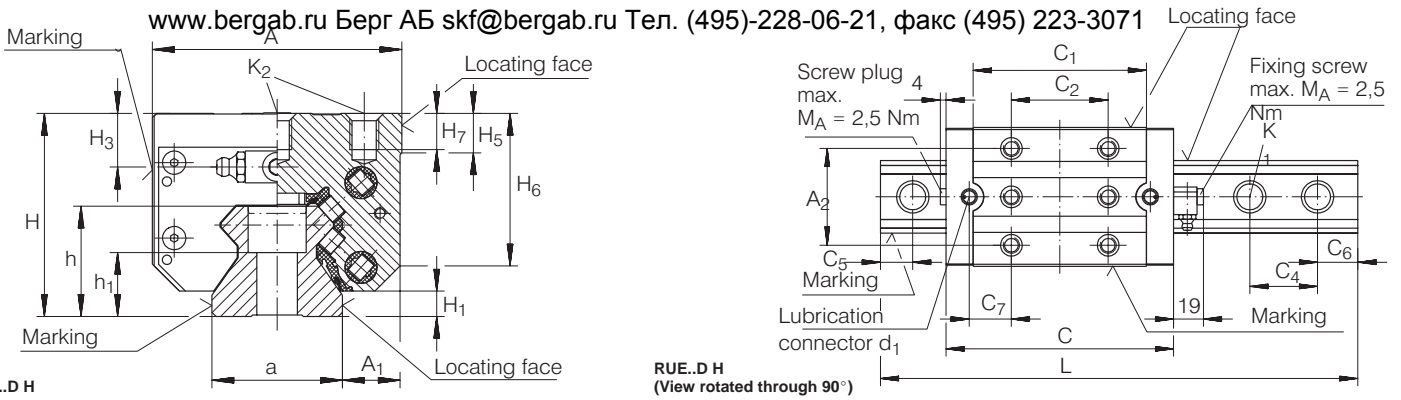 www.bergab.ru Берг АБ skf@bergab.ru Тел. (495)-228-06-21, факс (495) 223-3071
Marking
A
K2
Locating face
H3
H7
H5
H6
H
h
h1
H1
Marking
a
A1
Locating face
..D H
Locating face
C1
C2
Screw plug
max.
MA = 2,5 Nm
4
Fixing screw
max. MA = 2,5
Nm
K
1
A2
C5
Marking
Lubrication
connector d1
C7
C
L
19
C4
C6
Marking
RUE..D H
(View rotated through 90°)